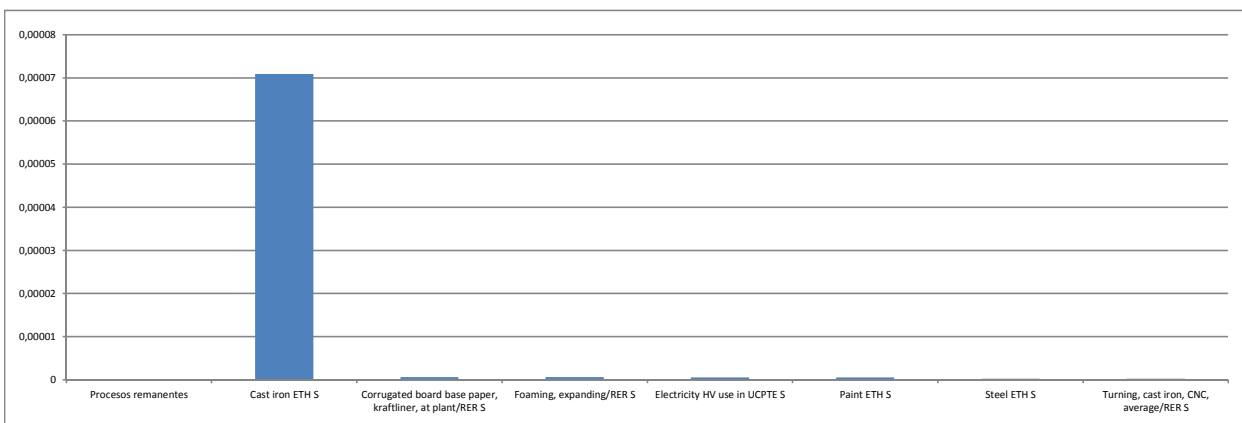 0,00008
0,00007
0,00006
0,00005
0,00004
0,00003
0,00002
0,00001
0
Procesos remanentes
Cast iron ETH S
Corrugated board base paper,
kraftliner, at plant/RER S
Foaming, expanding/RER S
Electricity HV use in UCPTE S
Paint ETH S
Steel ETH S
Turning, cast iron, CNC,
average/RER S